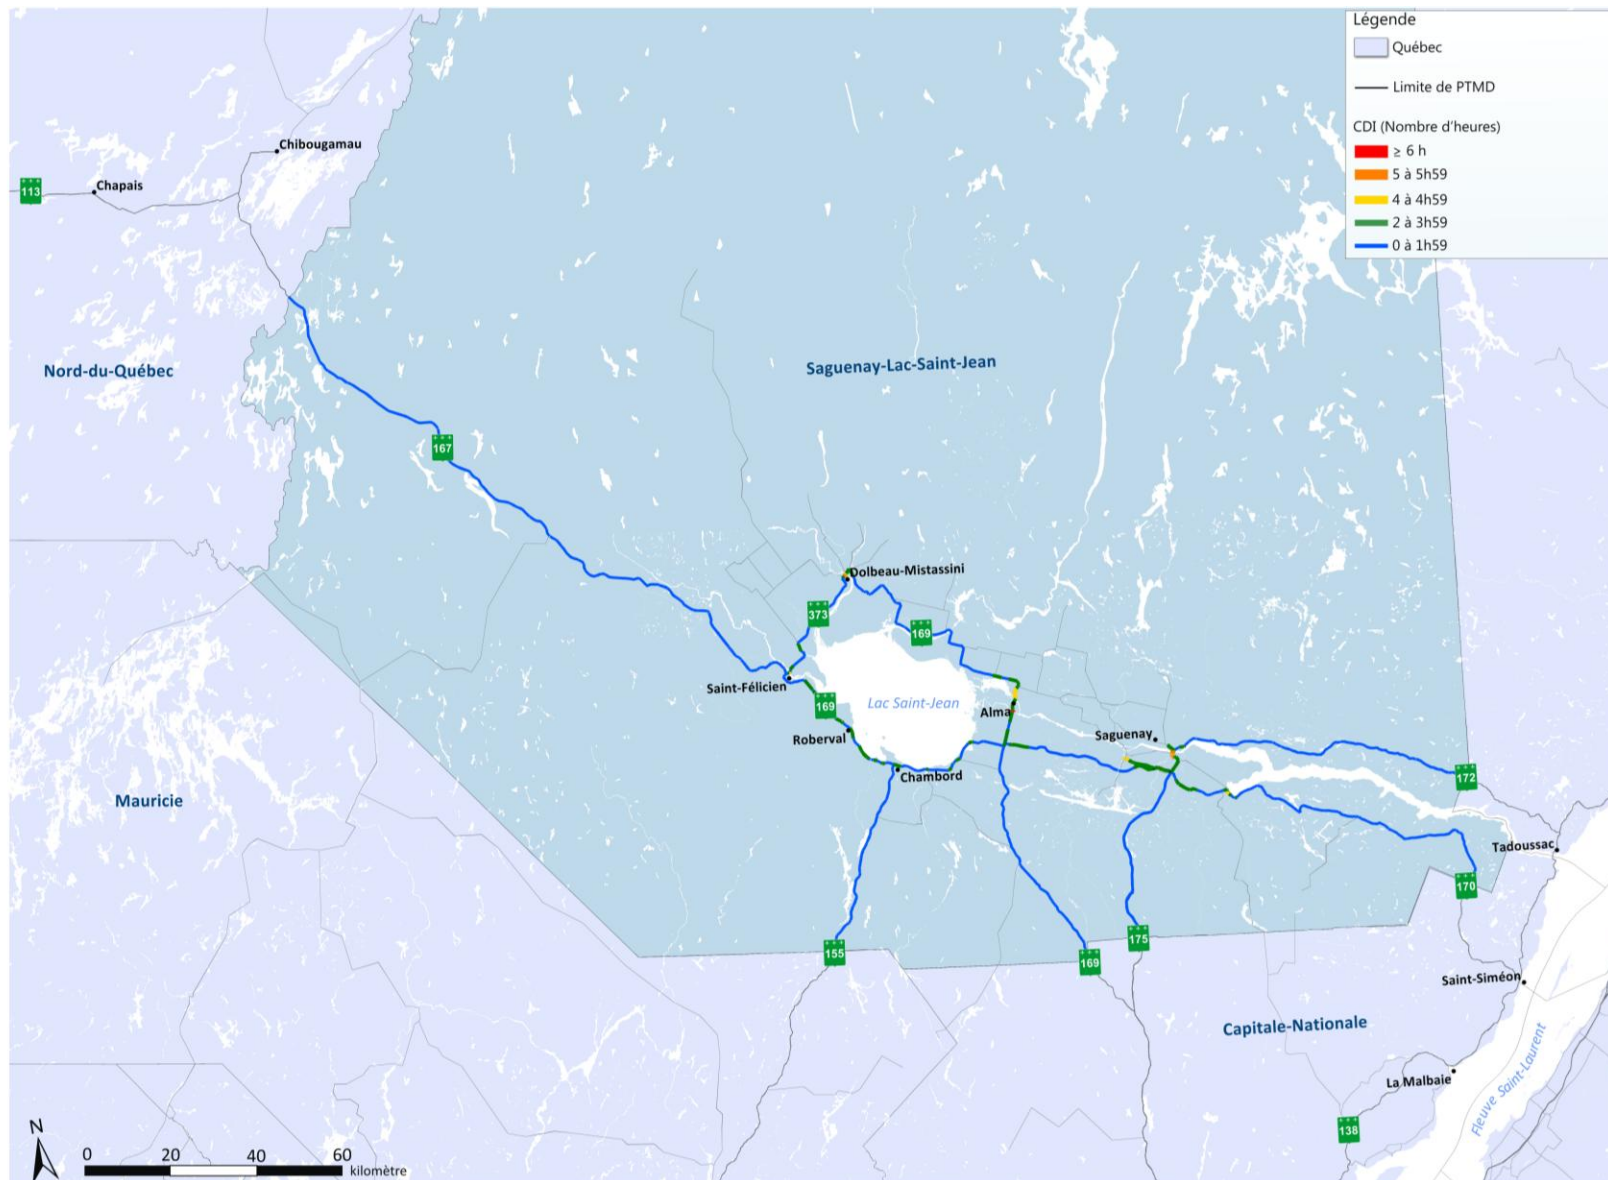 Légende
Québec
Limite de PTMD
CDI (Nombre d'heures)
≥ 6 h
5 à 5h59
4 à 4h59
2 à 3h59
0 à 1h59
Chibougamau
113
Chapais
Nord-du-Québec
Saguenay-Lac-Saint-Jean
167
Dolbeau-Mistassini
373
169
Saint-Félicien
169
Lac Saint-Jean
Alma
Roberval
Saguenay
Chambord
172
Mauricie
Tadoussac
170
155
169
175
Saint-Siméon
Capitale-Nationale
La Malbaie
Fleuve Saint-Laurent
138
N
0 20 40 60
kilomètre